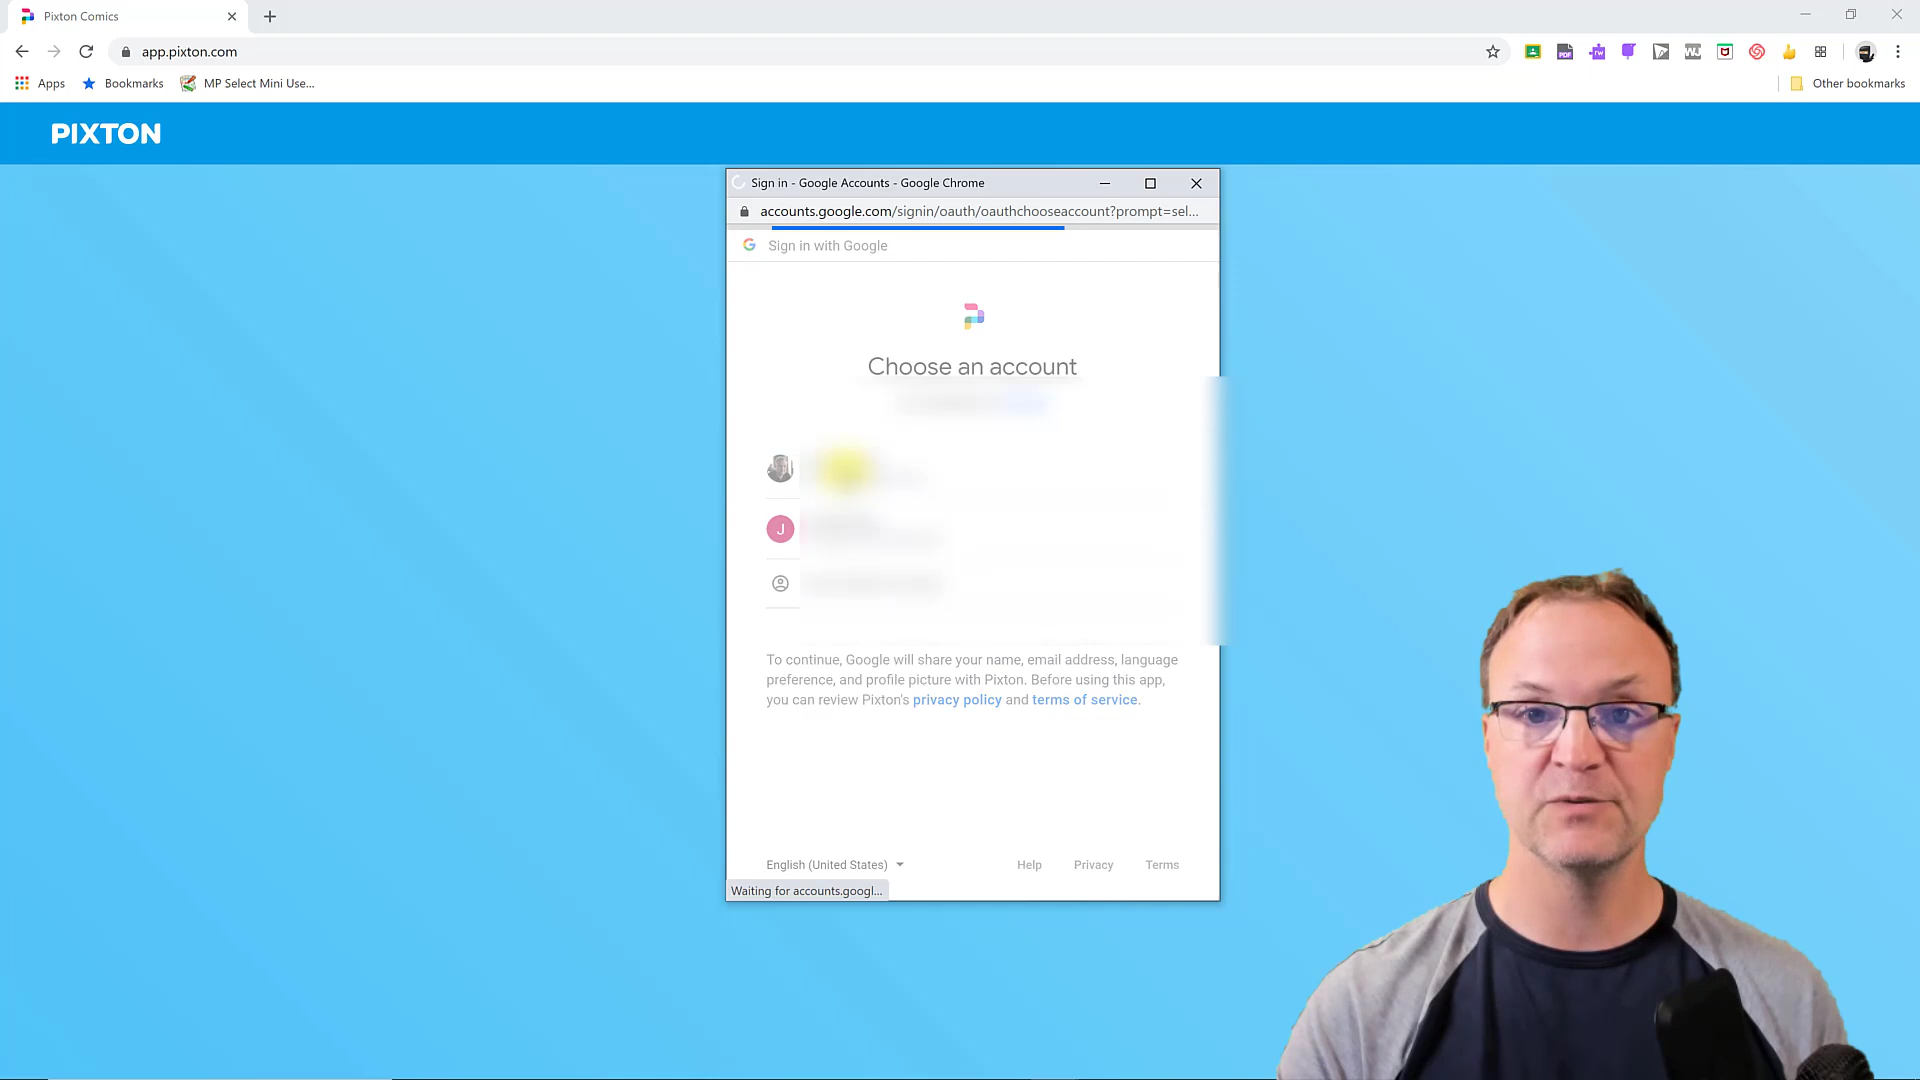 Pixton Comics
app.pixton.com
Apps
Bookmarks
MP Select Mini Use...
Other bookmarks
PIXTON
Sign in - Google Accounts - Google Chrome
accounts.google.com/signin/oauth/oauthchooseaccount?prompt=sel...
Sign in with Google
Choose an account
J
To continue, Google will share your name, email address, language
preference, and profile picture with Pixton. Before using this app,
you can review Pixton's privacy policy and terms of service.
English (United States)
Help
Privacy
Terms
Waiting for accounts.googl...